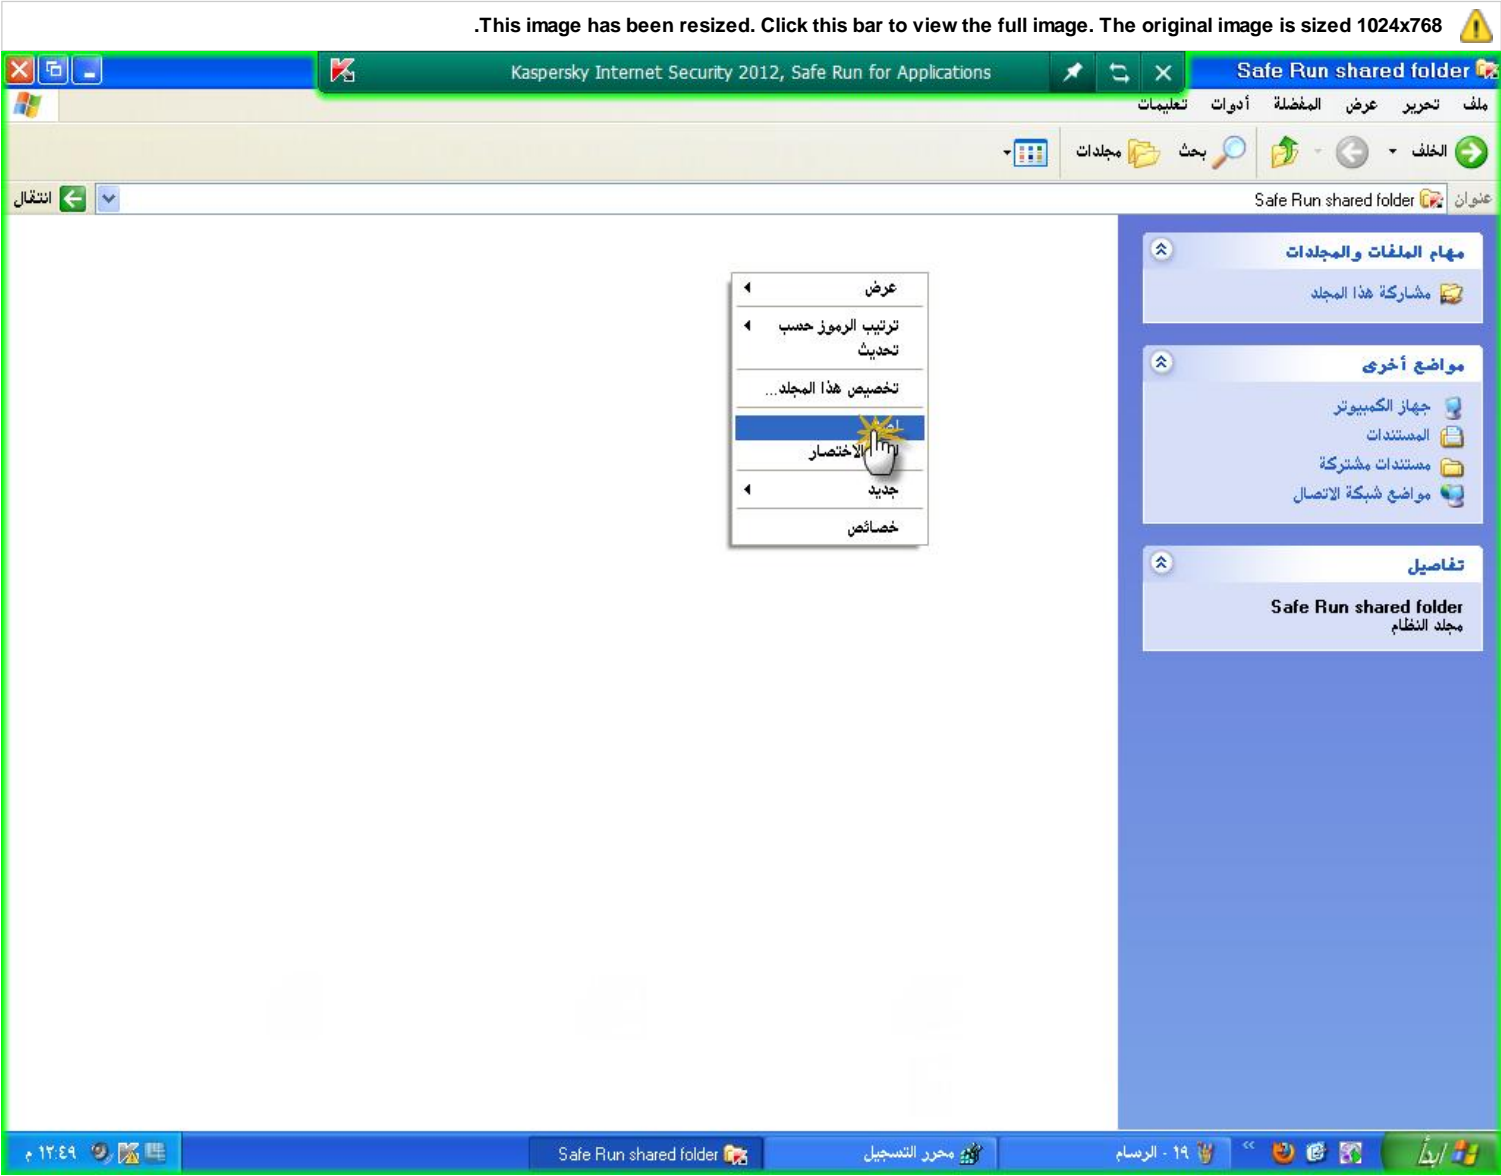 .This image has been resized. Click this bar to view the full image. The original image is sized 1024x768
Safe Run shared folder
Kaspersky Internet Security 2012, Safe Run for Applications
ملف تحرير عرض المفضلة أدوات تعليمات
الخلف بحث مجلدات
عنوان Safe Run shared folder انتقال
مهام الملفات والمجلدات
مشاركة هذا المجلد
مواضع أخرى
جهاز الكمبيوتر
المستندات
مستندات مشتركة
مواضع شبكة الاتصال
تفاصيل
Safe Run shared folder
مجلد النظام
عرض
ترتيب الرموز حسب
تحديث
تخصيص هذا المجلد...
الاختصار
جديد
خصائص
ابدأ
١٩ - الرسام
محرر التسجيل
Safe Run shared folder
١٢:٤٩ م